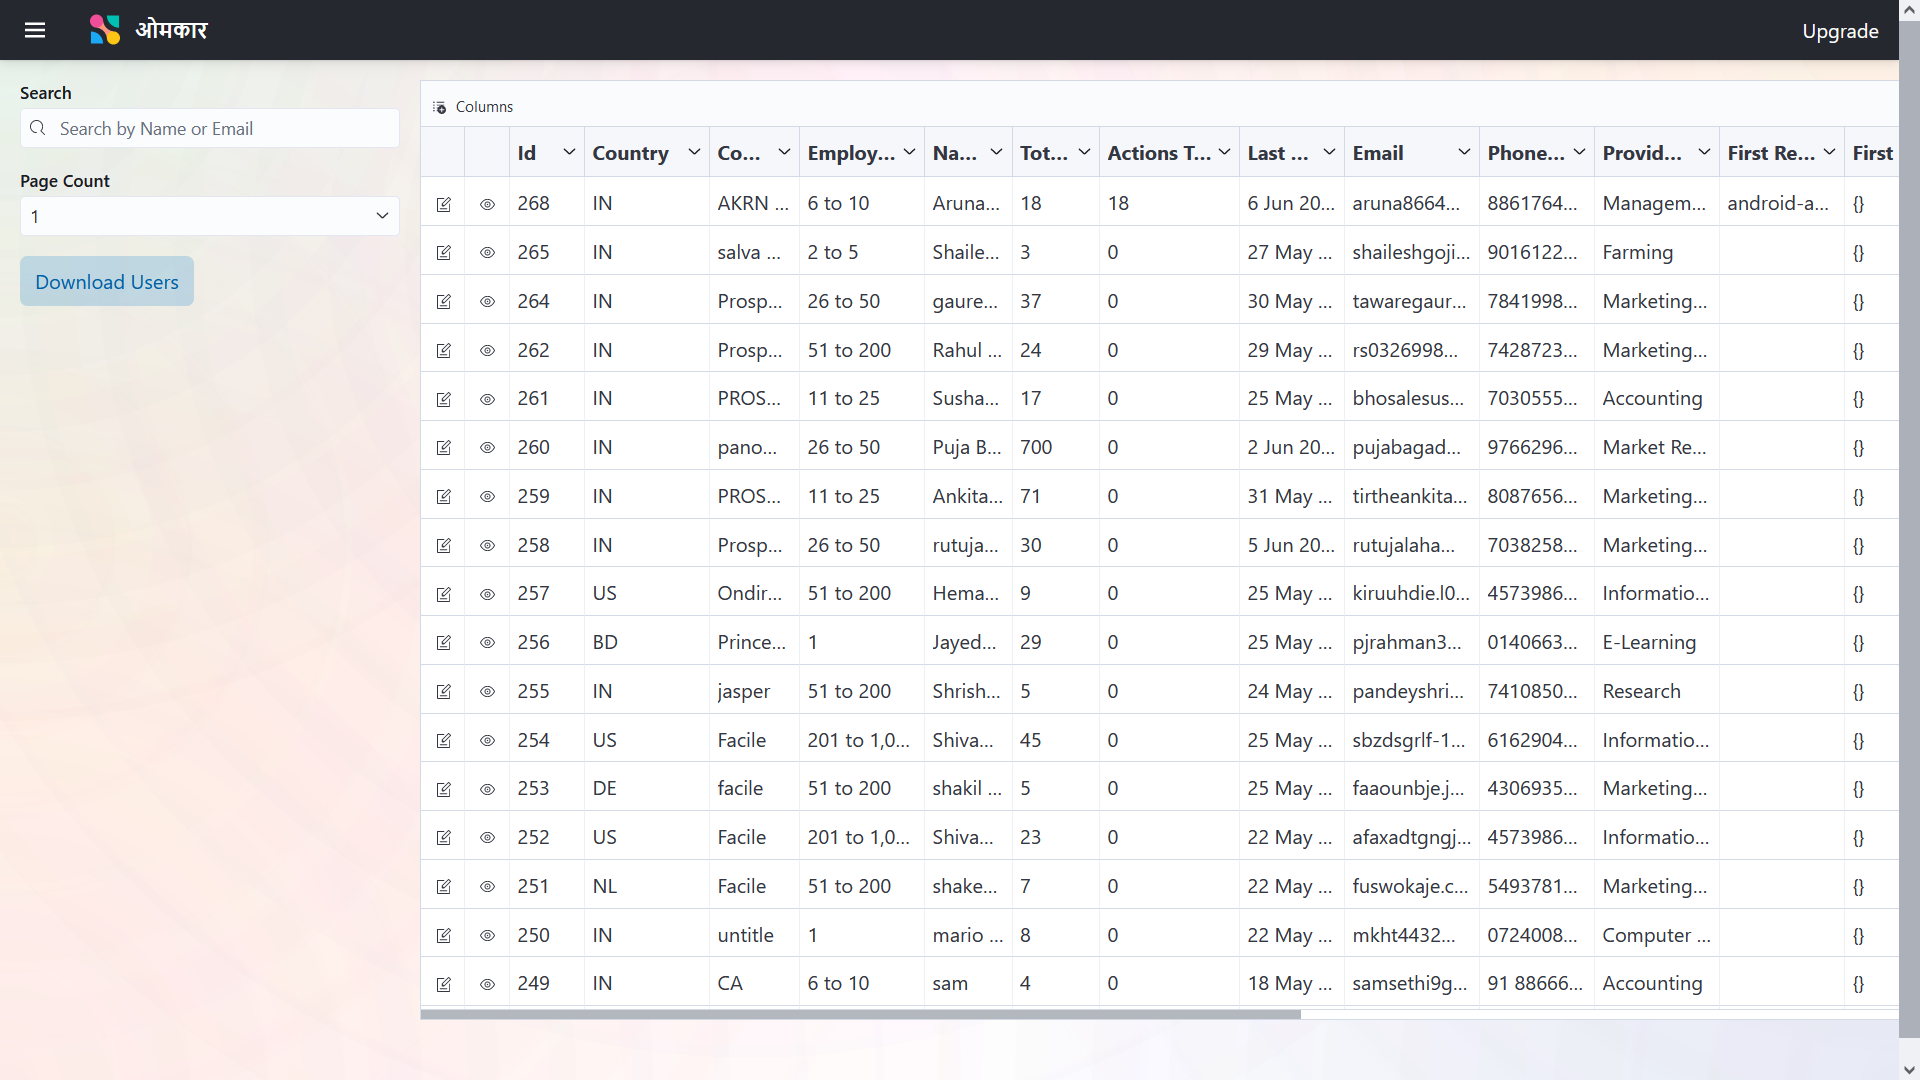 ओमकार
Upgrade
Search
Search by Name or Email
Page Count
1
Download Users
Columns
Id Country Co... Employ... Na... Tot... Actions T... Last ... Email Phone... Provid... First Re... First
268 IN AKRN ... 6 to 10 Aruna... 18 18 6 Jun 20... aruna8664... 8861764... Managem... android-a... {}
265 IN salva ... 2 to 5 Shaile... 3 0 27 May ... shaileshgoji... 9016122... Farming {}
264 IN Prosp... 26 to 50 gaure... 37 0 30 May ... tawaregaur... 7841998... Marketing... {}
262 IN Prosp... 51 to 200 Rahul ... 24 0 29 May ... rs0326998... 7428723... Marketing... {}
261 IN PROS... 11 to 25 Susha... 17 0 25 May ... bhosalesus... 7030555... Accounting {}
260 IN pano... 26 to 50 Puja B... 700 0 2 Jun 20... pujabagad... 9766296... Market Re... {}
259 IN PROS... 11 to 25 Ankita... 71 0 31 May ... tirtheankita... 8087656... Marketing... {}
258 IN Prosp... 26 to 50 rutuja... 30 0 5 Jun 20... rutujalaha... 7038258... Marketing... {}
257 US Ondir... 51 to 200 Hema... 9 0 25 May ... kiruuhdie.l0... 4573986... Informatio... {}
256 BD Prince... 1 Jayed... 29 0 25 May ... pjrahman3... 0140663... E-Learning {}
255 IN jasper 51 to 200 Shrish... 5 0 24 May ... pandeyshri... 7410850... Research {}
254 US Facile 201 to 1,0... Shiva... 45 0 25 May ... sbzdsgrlf-1... 6162904... Informatio... {}
253 DE facile 51 to 200 shakil ... 5 0 25 May ... faaounbje.j... 4306935... Marketing... {}
252 US Facile 201 to 1,0... Shiva... 23 0 22 May ... afaxadtgngj... 4573986... Informatio... {}
251 NL Facile 51 to 200 shake... 7 0 22 May ... fuswokaje.c... 5493781... Marketing... {}
250 IN untitle 1 mario ... 8 0 22 May ... mkht4432... 0724008... Computer ... {}
249 IN CA 6 to 10 sam 4 0 18 May ... samsethi9g... 91 88666... Accounting {}